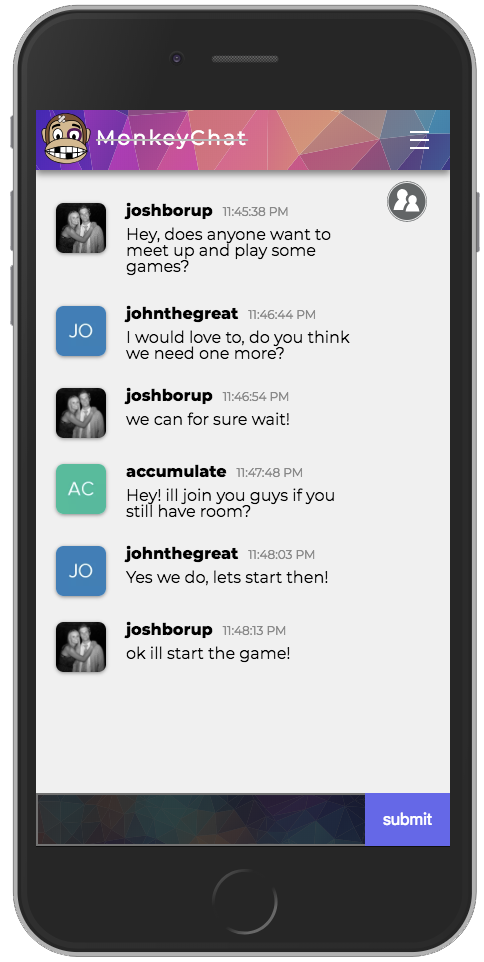 MonkeyChat
joshborup 11:45:38 PM
Hey, does anyone want to
meet up and play some
games?
JO
johnthegreat 11:46:44 PM
I would love to, do you think
we need one more?
joshborup 11:46:54 PM
we can for sure wait!
AC
accumulate 11:47:48 PM
Hey! ill join you guys if you
still have room?
JO
johnthegreat 11:48:03 PM
Yes we do, lets start then!
joshborup 11:48:13 PM
ok ill start the game!
submit